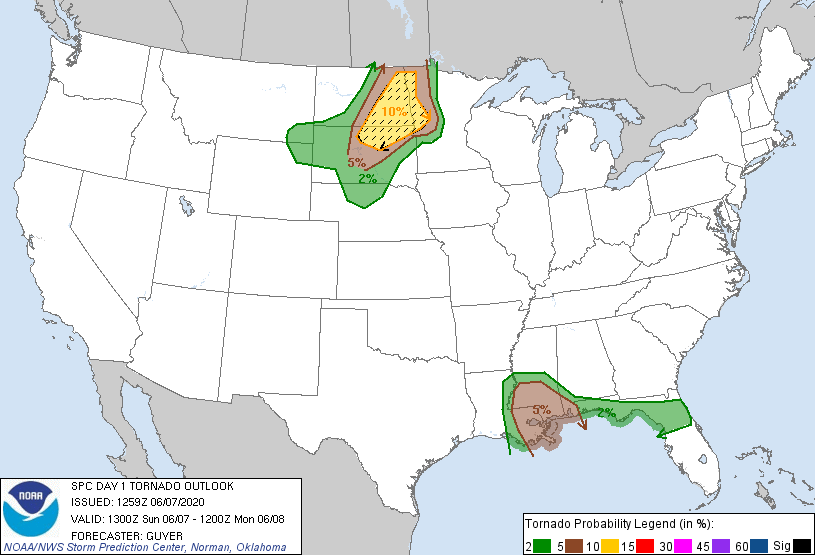 10%
5%
2%
5%
2%
NOAA
SPC DAY 1 TORNADO OUTLOOK
ISSUED: 1259Z 06/07/2020
VALID: 1300Z Sun 06/07 - 1200Z Mon 06/08
FORECASTER: GUYER
NOAA/NWS Storm Prediction Center, Norman, Oklahoma
Tornado Probability Legend (in %):
2 5 10 15 30 45 60 Sig